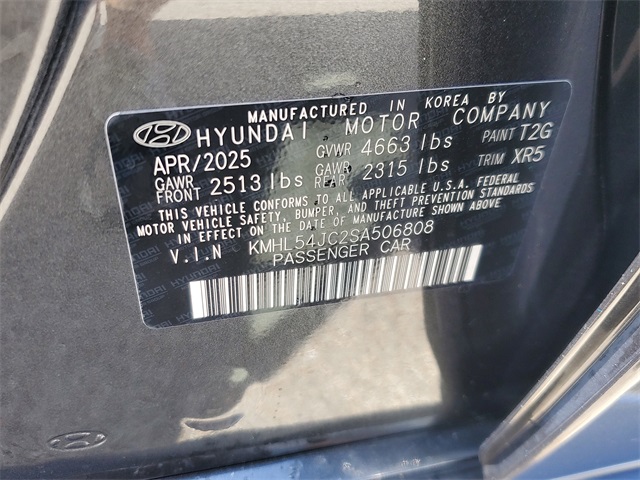 MANUFACTURED IN KOREA BY
HYUNDAI MOTOR COMPANY
APR/2025 GVWR 4663 lbs PAINT T2G
GAWR FRONT 2513 lbs GAWR REAR 2315 lbs TRIM XR5
THIS VEHICLE CONFORMS TO ALL APPLICABLE U.S.A. FEDERAL
MOTOR VEHICLE SAFETY, BUMPER, AND THEFT PREVENTION STANDARDS
IN EFFECT ON THE DATE OF MANUFACTURE SHOWN ABOVE.
V.I.N KMHL54JC2SA506808
PASSENGER CAR